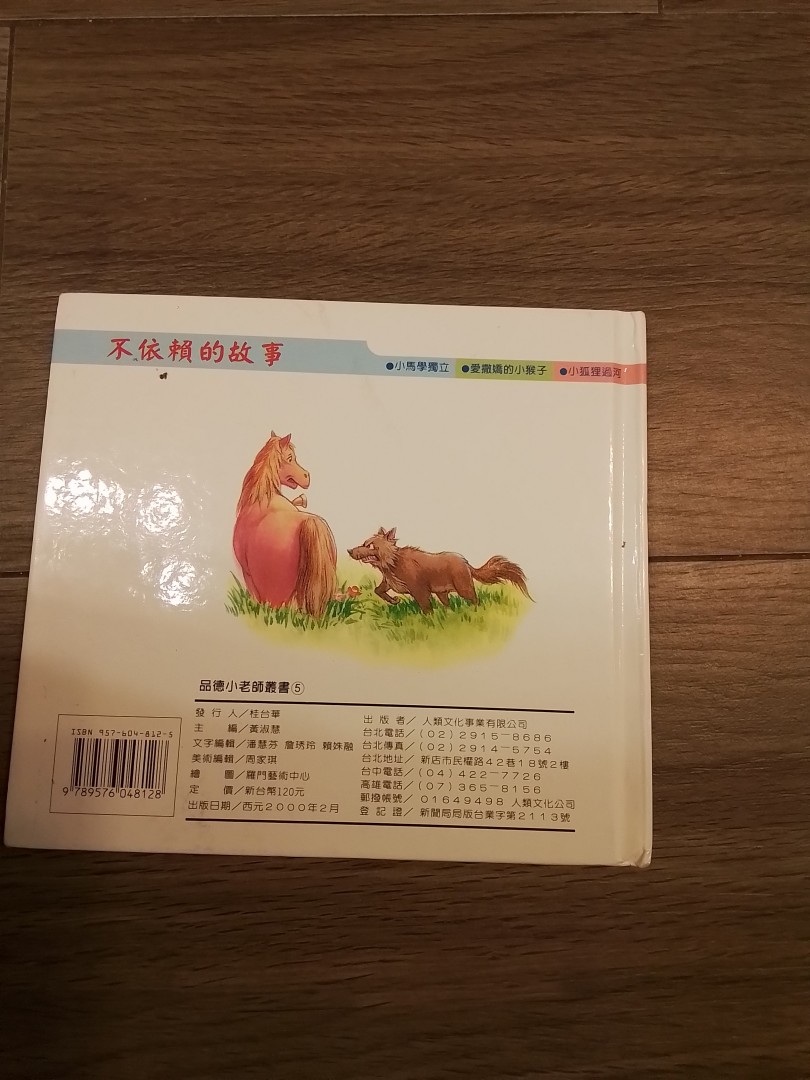 不依賴的故事
●小馬學獨立 ●愛撒嬌的小猴子 ●小狐狸過河
品德小老師叢書⑤
發行人／桂台華
主編／黃淑慧
文字編輯／潘慧芬 詹琇玲 賴姝融
美術編輯／周家琪
繪圖／羅門藝術中心
定價／新台幣120元
出版日期／西元2000年2月
出版者／人類文化事業有限公司
台北電話／(02)2915-8686
台北傳真／(02)2914-5754
台北地址／新店市民權路42巷18號2樓
台中電話／(04)422-7726
高雄電話／(07)365-8156
郵撥帳號／01649498 人類文化公司
登記證／新聞局局版台業字第2113號
ISBN 957-604-812-5
9 789576 048128